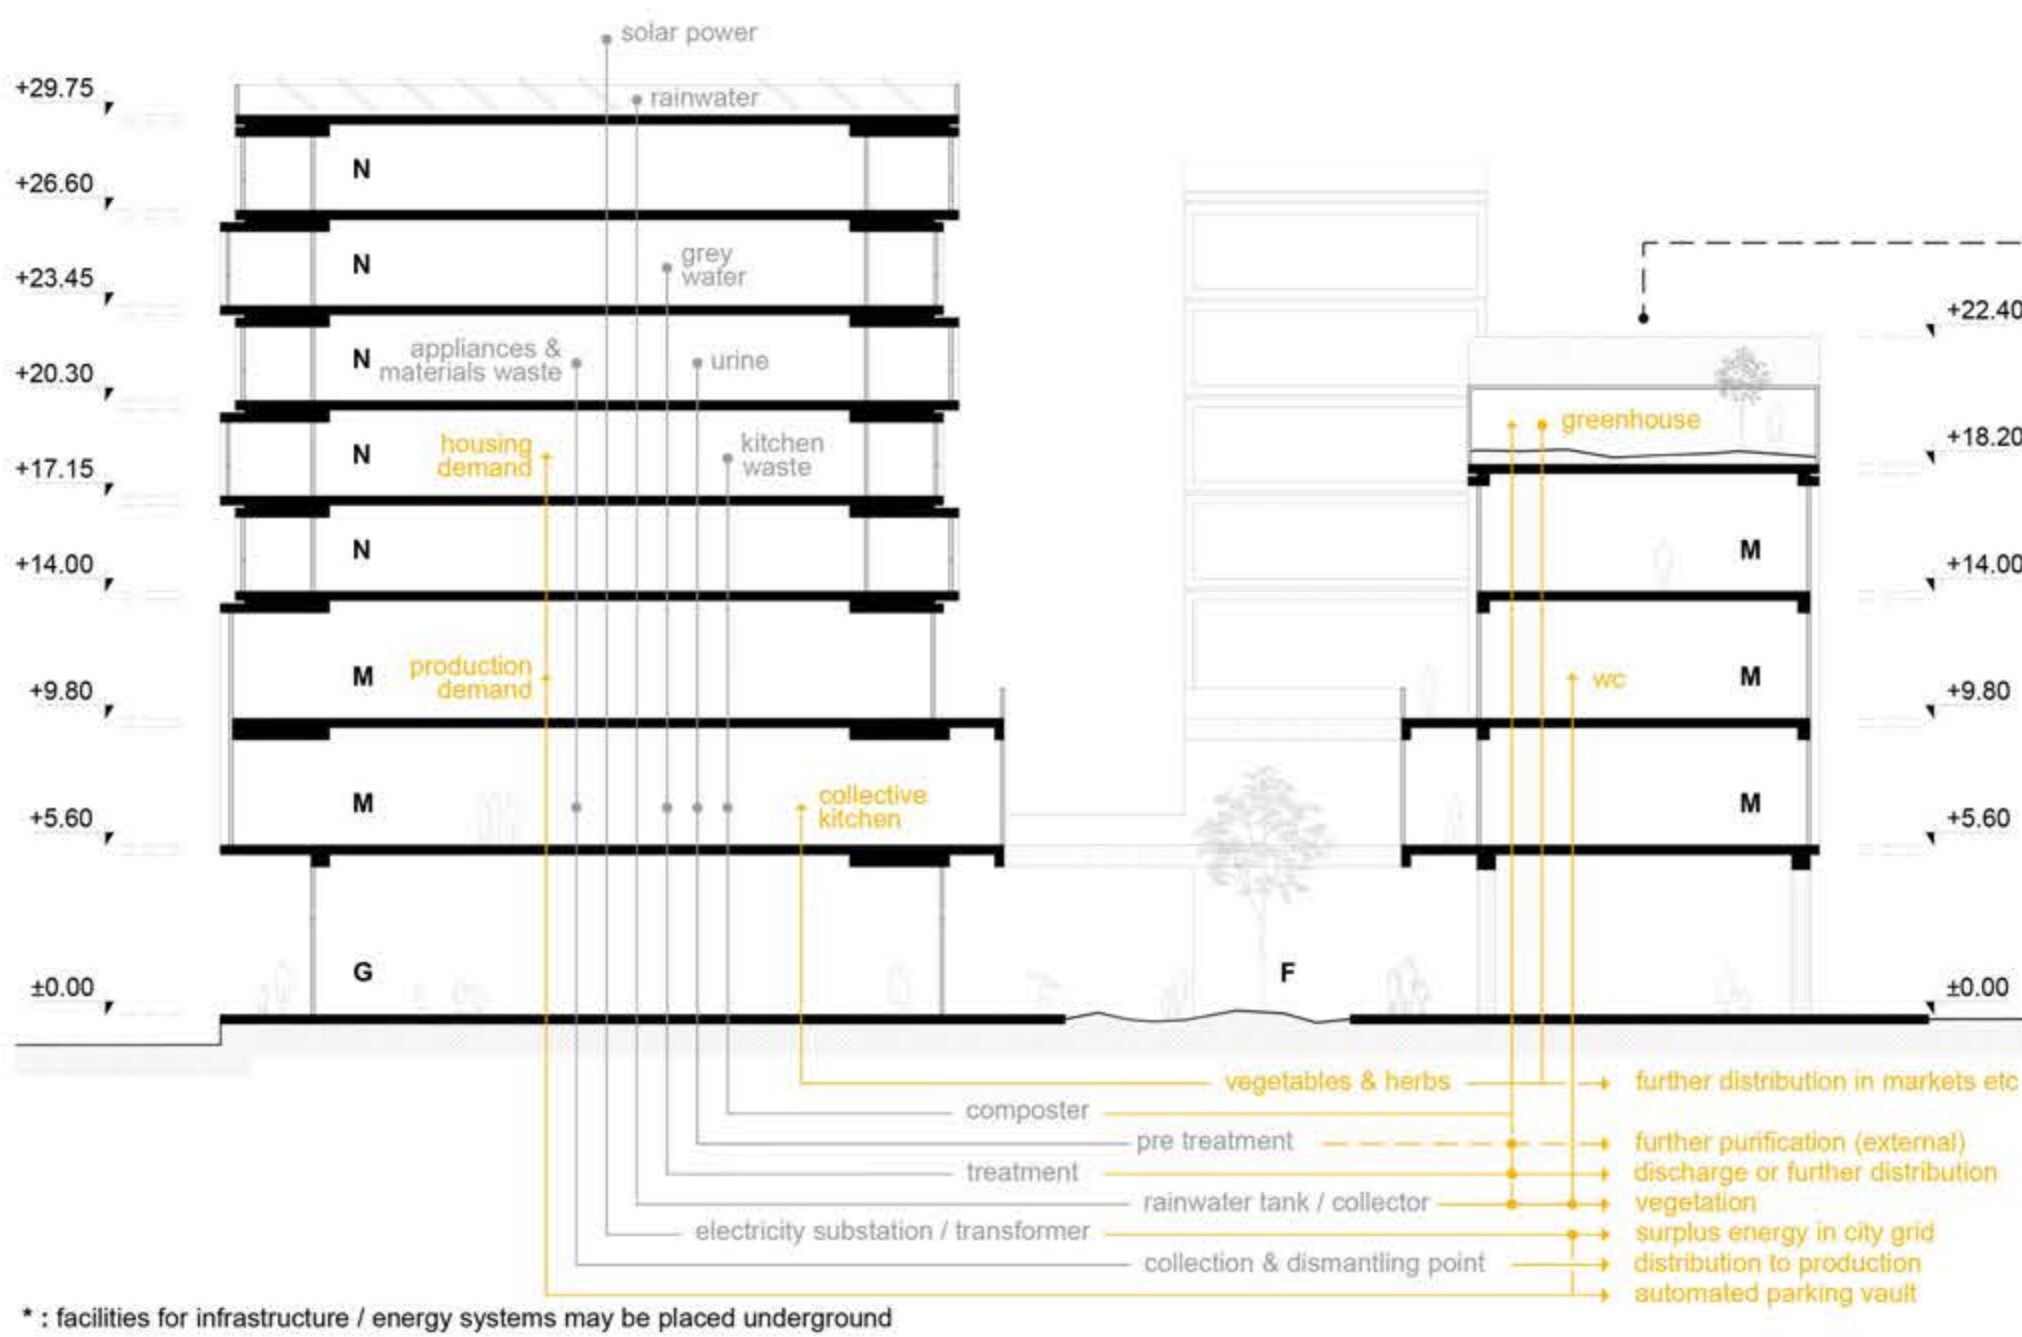 solar power
+29.75
rainwater
N
+26.60
N
grey
water
+23.45
+22.40
N
appliances &
materials waste
urine
+20.30
greenhouse
N
housing
demand
kitchen
waste
+18.20
+17.15
N
M
+14.00
+14.00
M
production
demand
wc
M
+9.80
+9.80
M
collective
kitchen
M
+5.60
+5.60
G
F
±0.00
±0.00
vegetables & herbs
further distribution in markets etc
composter
pre treatment
further purification (external)
treatment
discharge or further distribution
rainwater tank / collector
vegetation
electricity substation / transformer
surplus energy in city grid
collection & dismantling point
distribution to production
automated parking vault
* : facilities for infrastructure / energy systems may be placed underground